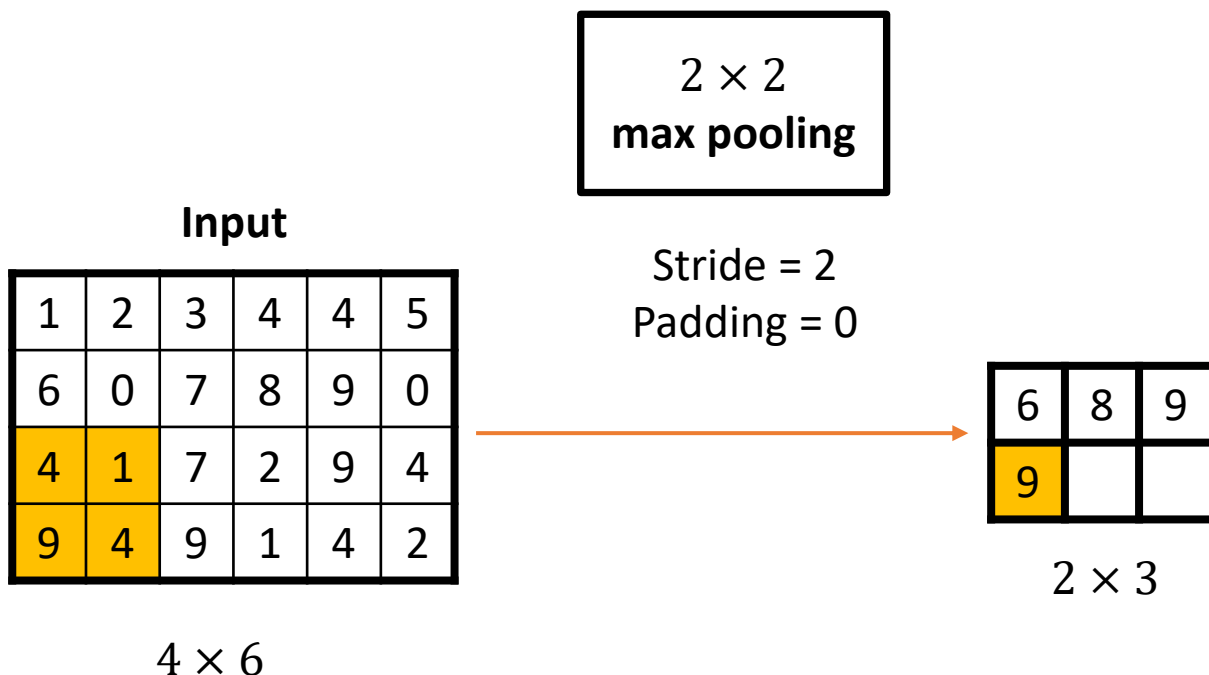 2 × 2
max pooling
Input
Stride = 2
Padding = 0
1 2 3 4 4 5
6 0 7 8 9 0
4 1 7 2 9 4
9 4 9 1 4 2
6 8 9
9
2 × 3
4 × 6